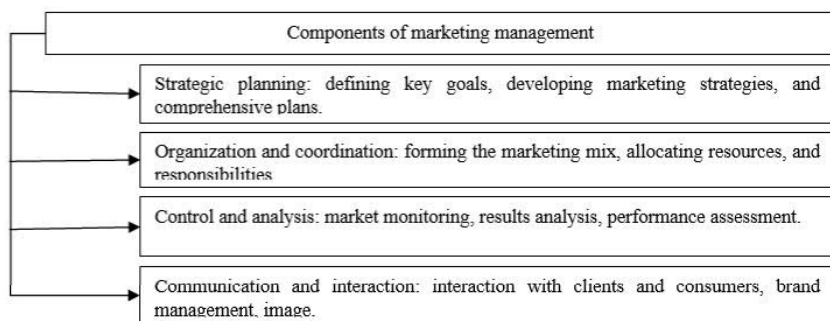 Components of marketing management
Strategic planning: defining key goals, developing marketing strategies, and
comprehensive plans.
Organization and coordination: forming the marketing mix, allocating resources, and
responsibilities
Control and analysis: market monitoring, results analysis, performance assessment.
Communication and interaction: interaction with clients and consumers, brand
management, image.